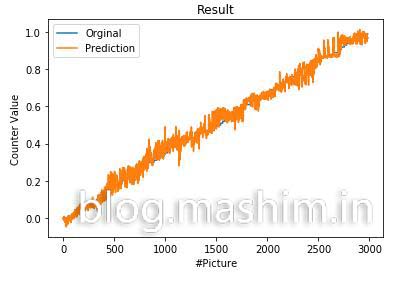 Result
Orginal
Prediction
Counter Value
1.0
0.8
0.6
0.4
0.2
0.0
0
500
1000
1500
2000
2500
3000
#Picture
blog.mashim.in